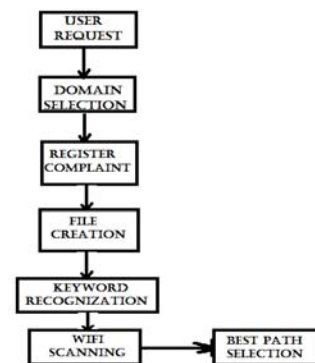 USER
REQUEST
DOMAIN
SELECTION
REGISTER
COMPLAINT
FILE
CREATION
KEYWORD
RECOGNIZATION
WIFI
SCANNING
BEST PATH
SELECTION